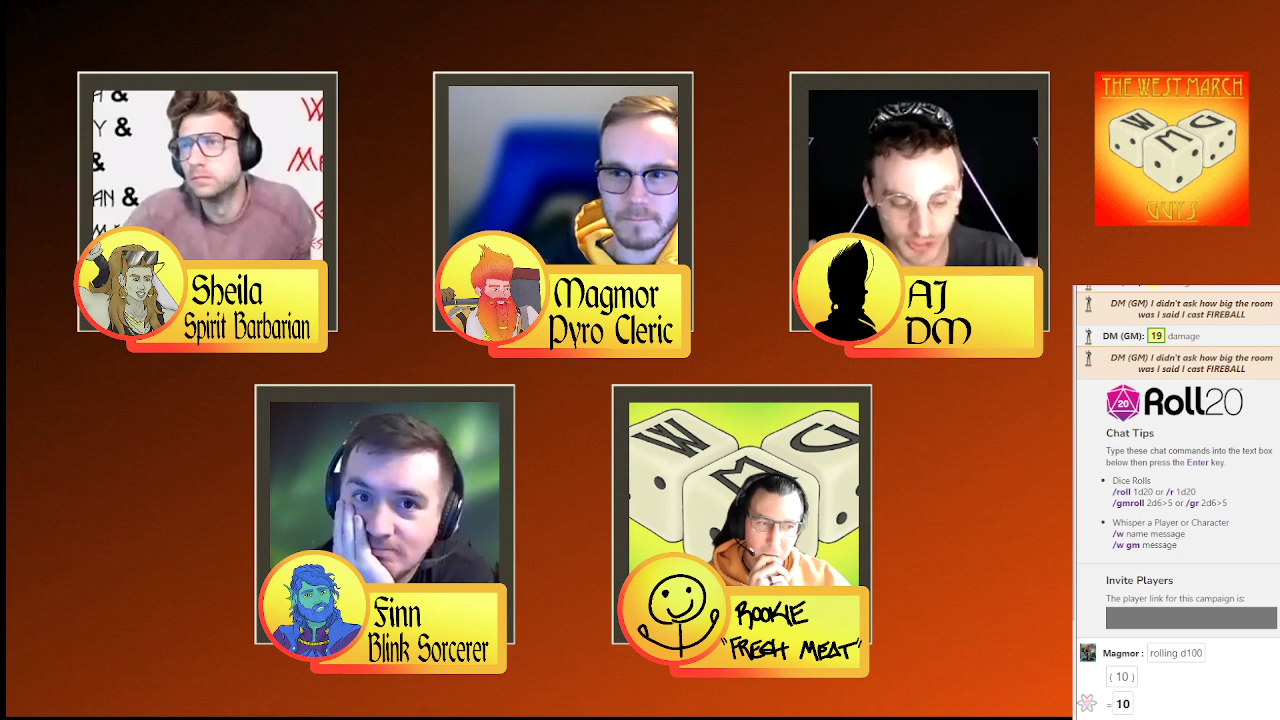 &
Y &
&
AN &
Sheila
Spirit Barbarian
Magmor
Pyro Cleric
AJ
DM
THE WEST MARCH
W M G
GUYS
W M G
Finn
Blink Sorcerer
ROOKIE
"FRESH MEAT"
DM (GM) I didn't ask how big the room
was I said I cast FIREBALL
DM (GM): 19 damage
DM (GM) I didn't ask how big the room
was I said I cast FIREBALL
20 Roll20
Chat Tips
Type these chat commands into the text box
below then press the Enter key.
Dice Rolls
/roll 1d20 or /r 1d20
/gmroll 2d6>5 or /gr 2d6>5
Whisper a Player or Character
/w name message
/w gm message
Invite Players
The player link for this campaign is:
Magmor : rolling d100
( 10 )
= 10